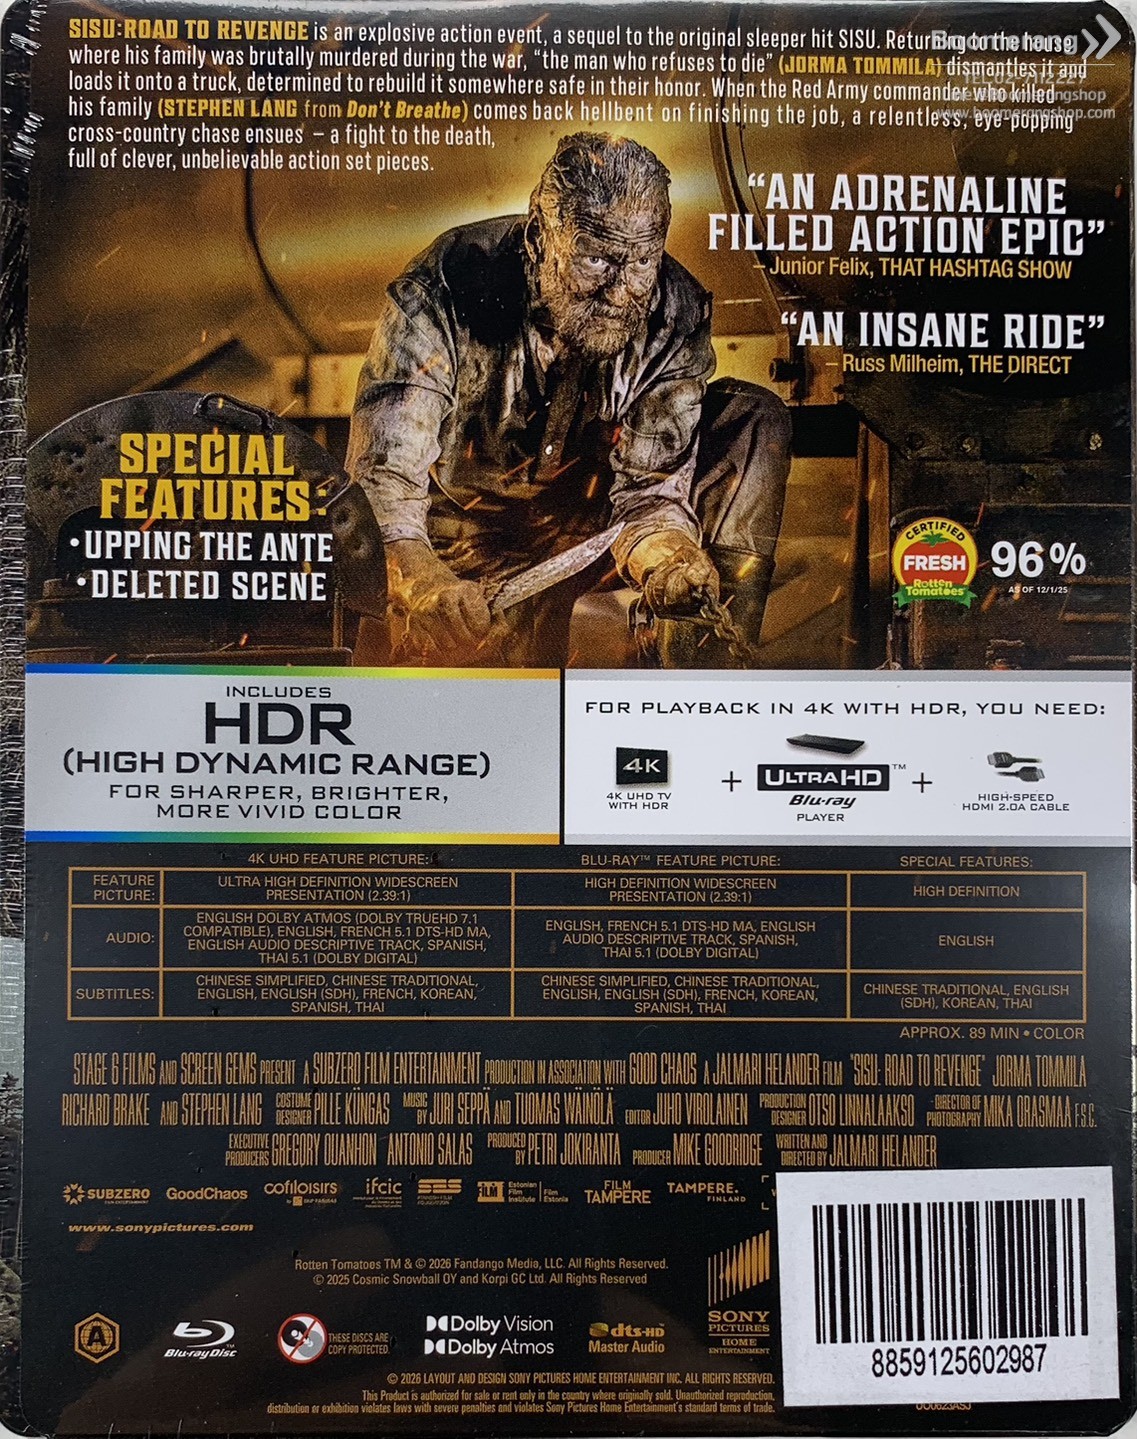 SISU: ROAD TO REVENGE is an explosive action event, a sequel to the original sleeper hit SISU. Returning to the house
where his family was brutally murdered during the war, “the man who refuses to die” (JORMA TOMMILA) dismantles it and
loads it onto a truck, determined to rebuild it somewhere safe in their honor. When the Red Army commander who killed
his family (STEPHEN LANG from Don't Breathe) comes back hellbent on finishing the job, a relentless, eye-popping
cross-country chase ensues – a fight to the death,
full of clever, unbelievable action set pieces.
Boomerang
www.boomerangshop.com
“AN ADRENALINE
FILLED ACTION EPIC”
– Junior Felix, THAT HASHTAG SHOW
“AN INSANE RIDE”
– Russ Milheim, THE DIRECT
SPECIAL
FEATURES:
•UPPING THE ANTE
•DELETED SCENE
CERTIFIED
FRESH
Rotten
Tomatoes
96%
AS OF 12/1/25
INCLUDES
HDR
(HIGH DYNAMIC RANGE)
FOR SHARPER, BRIGHTER,
MORE VIVID COLOR
FOR PLAYBACK IN 4K WITH HDR, YOU NEED:
4K
4K UHD TV
WITH HDR
+
ULTRA HD™
Blu-ray
PLAYER
+
HIGH-SPEED
HDMI 2.0A CABLE
4K UHD FEATURE PICTURE: BLU-RAY™ FEATURE PICTURE: SPECIAL FEATURES:
FEATURE
PICTURE:
ULTRA HIGH DEFINITION WIDESCREEN
PRESENTATION (2.39:1)
HIGH DEFINITION WIDESCREEN
PRESENTATION (2.39:1)
HIGH DEFINITION
AUDIO:
ENGLISH DOLBY ATMOS (DOLBY TRUEHD 7.1
COMPATIBLE), ENGLISH, FRENCH 5.1 DTS-HD MA,
ENGLISH AUDIO DESCRIPTIVE TRACK, SPANISH,
THAI 5.1 (DOLBY DIGITAL)
ENGLISH, FRENCH 5.1 DTS-HD MA, ENGLISH
AUDIO DESCRIPTIVE TRACK, SPANISH,
THAI 5.1 (DOLBY DIGITAL)
ENGLISH
SUBTITLES:
CHINESE SIMPLIFIED, CHINESE TRADITIONAL,
ENGLISH, ENGLISH (SDH), FRENCH, KOREAN,
SPANISH, THAI
CHINESE SIMPLIFIED, CHINESE TRADITIONAL,
ENGLISH, ENGLISH (SDH), FRENCH, KOREAN,
SPANISH, THAI
CHINESE TRADITIONAL, ENGLISH
(SDH), KOREAN, THAI
APPROX. 89 MIN • COLOR
STAGE 6 FILMS AND SCREEN GEMS PRESENT A SUBZERO FILM ENTERTAINMENT PRODUCTION IN ASSOCIATION WITH GOOD CHAOS A JALMARI HELANDER FILM "SISU: ROAD TO REVENGE" JORMA TOMMILA
RICHARD BRAKE AND STEPHEN LANG COSTUME DESIGNER PILLE KÜNGAS MUSIC BY JURI SEPPÄ AND TUOMAS WÄINÖLÄ EDITOR JUHO VIROLAINEN PRODUCTION DESIGNER OTSO LINNALAAKSO DIRECTOR OF PHOTOGRAPHY MIKA ORASMAA F.S.C.
EXECUTIVE PRODUCERS GREGORY OUANHON ANTONIO SALAS PRODUCED BY PETRI JOKIRANTA PRODUCER MIKE GOODRIDGE WRITTEN AND DIRECTED BY JALMARI HELANDER
SUBZERO GoodChaos cofiloisirs ifcic SES Estonian Film Institute Film Estonia FILM TAMPERE TAMPERE. FINLAND
www.sonypictures.com
Rotten Tomatoes TM & © 2026 Fandango Media, LLC. All Rights Reserved.
© 2025 Cosmic Snowball OY and Korpi GC Ltd. All Rights Reserved
A
Blu-ray Disc™
THESE DISCS ARE
COPY PROTECTED.
Dolby Vision
Dolby Atmos
dts-HD
Master Audio
SONY
PICTURES
HOME
ENTERTAINMENT
8859125602987
© 2026 LAYOUT AND DESIGN SONY PICTURES HOME ENTERTAINMENT INC. ALL RIGHTS RESERVED.
This Product is authorized for sale or rent only in the country where originally sold. Unauthorized reproduction,
distribution or exhibition violates laws with severe penalties and violates Sony Pictures Home Entertainment's standard terms of trade.